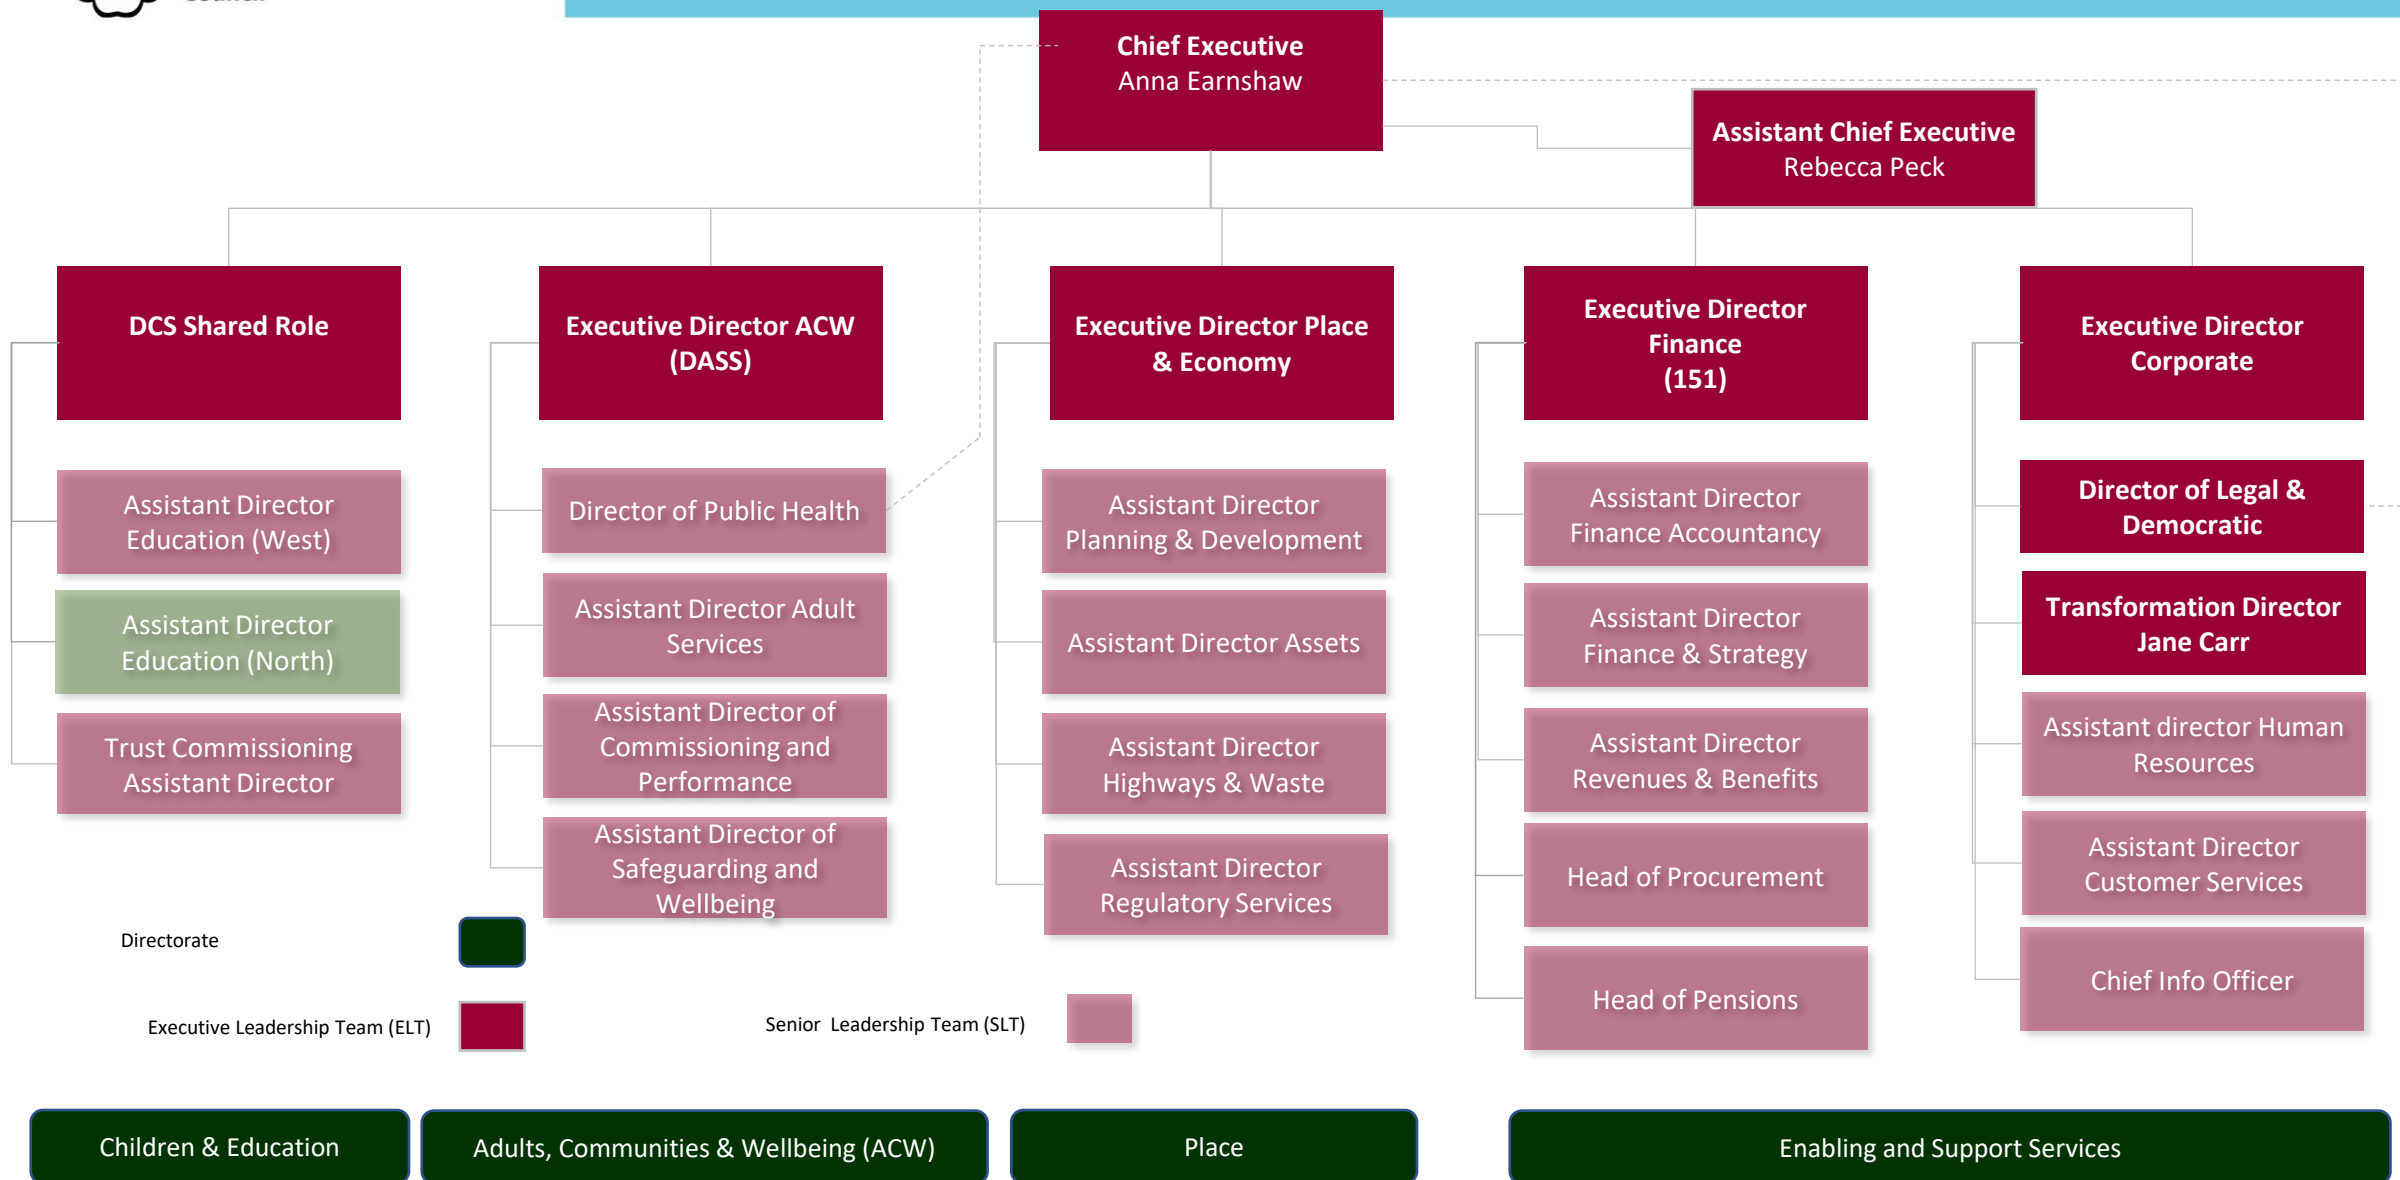 Chief Executive
Anna Earnshaw
Assistant Chief Executive
Rebecca Peck
DCS Shared Role
Executive Director ACW
(DASS)
Executive Director Place
& Economy
Executive Director
Finance
(151)
Executive Director
Corporate
Assistant Director
Education (West)
Assistant Director
Education (North)
Trust Commissioning
Assistant Director
Director of Public Health
Assistant Director Adult
Services
Assistant Director of
Commissioning and
Performance
Assistant Director of
Safeguarding and
Wellbeing
Assistant Director
Planning & Development
Assistant Director Assets
Assistant Director
Highways & Waste
Assistant Director
Regulatory Services
Assistant Director
Finance Accountancy
Assistant Director
Finance & Strategy
Assistant Director
Revenues & Benefits
Head of Procurement
Head of Pensions
Director of Legal &
Democratic
Transformation Director
Jane Carr
Assistant director Human
Resources
Assistant Director
Customer Services
Chief Info Officer
Directorate
Executive Leadership Team (ELT)
Senior Leadership Team (SLT)
Children & Education
Adults, Communities & Wellbeing (ACW)
Place
Enabling and Support Services